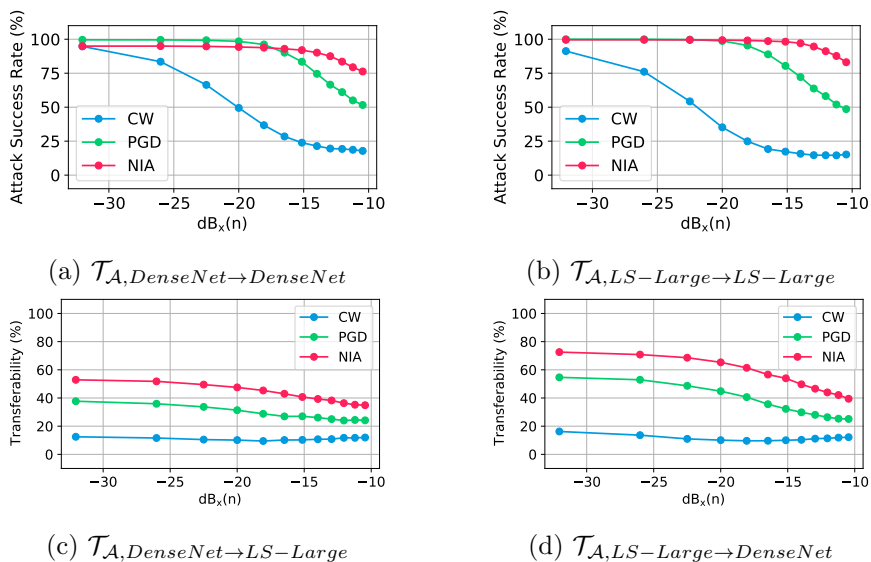 Attack Success Rate (%)
100
75
50
25
0
CW
PGD
NIA
−30 −25 −20 −15 −10
dBₓ(n)
(a) 𝒯_{𝒜,DenseNet→DenseNet}
Attack Success Rate (%)
100
75
50
25
0
CW
PGD
NIA
−30 −25 −20 −15 −10
dBₓ(n)
(b) 𝒯_{𝒜,LS−Large→LS−Large}
Transferability (%)
100
80
60
40
20
0
CW
PGD
NIA
−30 −25 −20 −15 −10
dBₓ(n)
(c) 𝒯_{𝒜,DenseNet→LS−Large}
Transferability (%)
100
80
60
40
20
0
CW
PGD
NIA
−30 −25 −20 −15 −10
dBₓ(n)
(d) 𝒯_{𝒜,LS−Large→DenseNet}